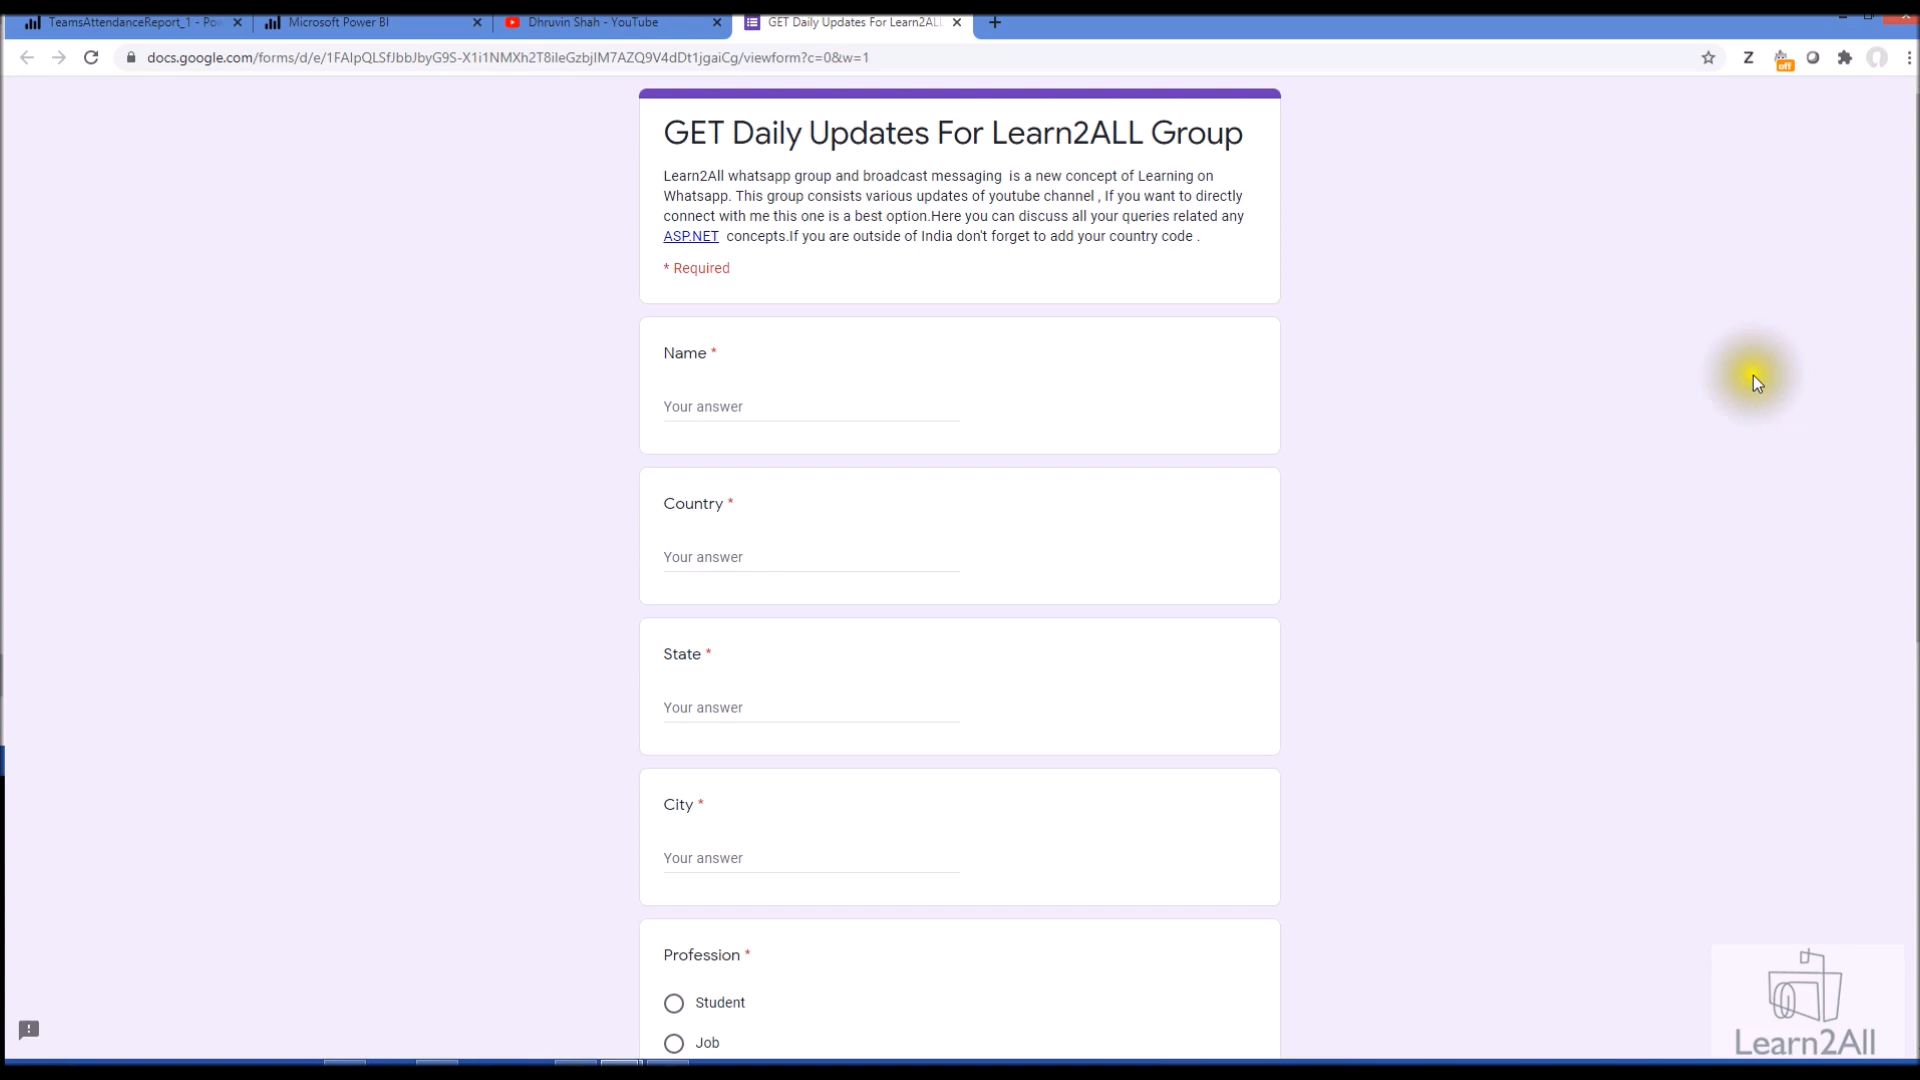 TeamsAttendanceReport_1 - Po
Microsoft Power BI
Dhruvin Shah - YouTube
GET Daily Updates For Learn2AL
docs.google.com/forms/d/e/1FAIpQLSfJbbJbyG9S-X1i1NMXh2T8ileGzbjIM7AZQ9V4dDt1jgaiCg/viewform?c=0&w=1
Z
off
GET Daily Updates For Learn2ALL Group
Learn2All whatsapp group and broadcast messaging is a new concept of Learning on
Whatsapp. This group consists various updates of youtube channel , If you want to directly
connect with me this one is a best option.Here you can discuss all your queries related any
ASP.NET concepts.If you are outside of India don't forget to add your country code .
* Required
Name *
Your answer
Country *
Your answer
State *
Your answer
City *
Your answer
Profession *
Student
Job
Learn2All